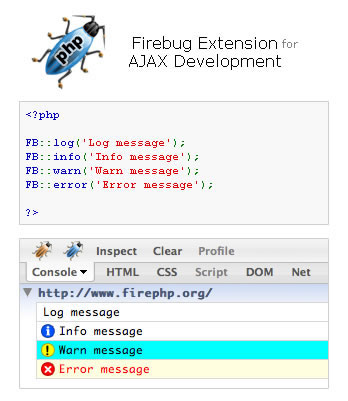 php
Firebug Extension for
AJAX Development
<?php
FB::log('Log message');
FB::info('Info message');
FB::warn('Warn message');
FB::error('Error message');
?>
Inspect Clear Profile
Console HTML CSS Script DOM Net
http://www.firephp.org/
Log message
i Info message
! Warn message
Error message